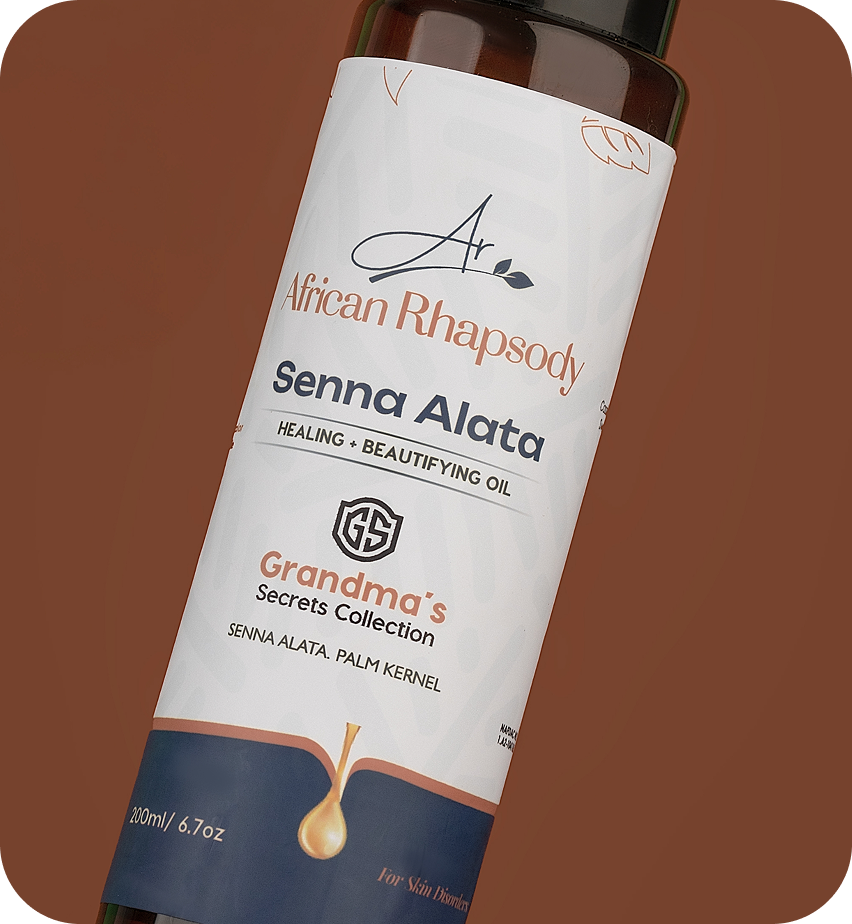 Ar
African Rhapsody
Senna Alata
HEALING + BEAUTIFYING OIL
GS
Grandma's
Secrets Collection
SENNA ALATA. PALM KERNEL
200ml/ 6.7oz
For Skin Disorders